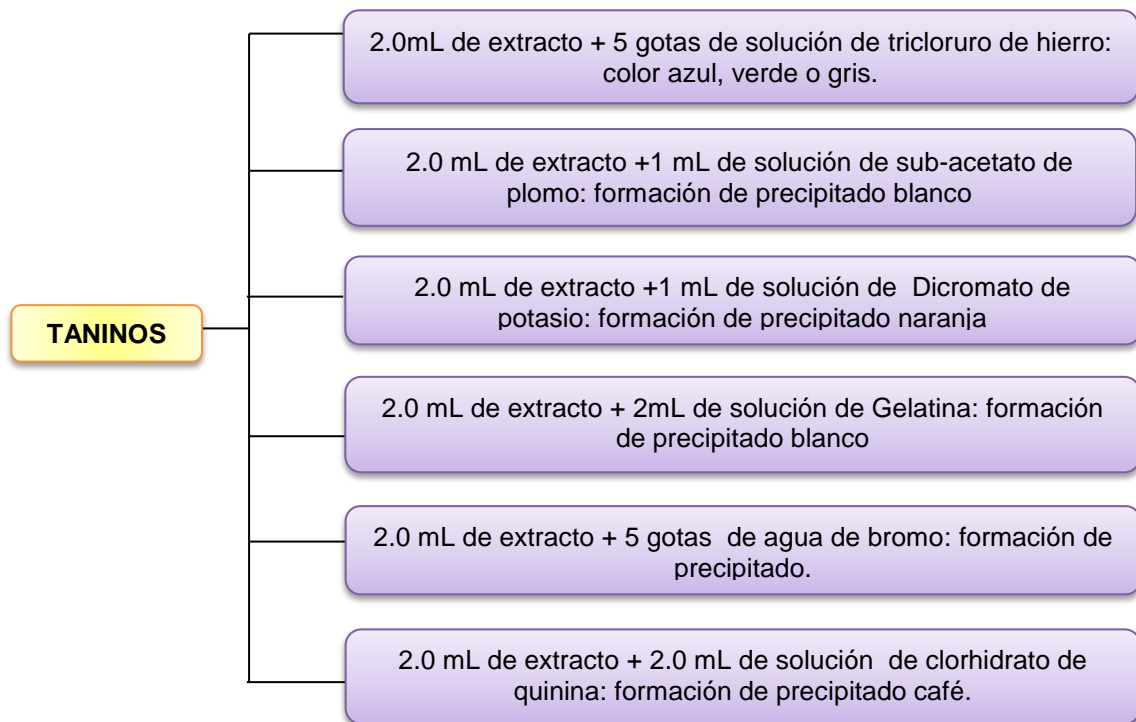 2.0mL de extracto + 5 gotas de solución de tricloruro de hierro:
color azul, verde o gris.
2.0 mL de extracto +1 mL de solución de sub-acetato de
plomo: formación de precipitado blanco
2.0 mL de extracto +1 mL de solución de Dicromato de
potasio: formación de precipitado naranja
TANINOS
2.0 mL de extracto + 2mL de solución de Gelatina: formación
de precipitado blanco
2.0 mL de extracto + 5 gotas de agua de bromo: formación de
precipitado.
2.0 mL de extracto + 2.0 mL de solución de clorhidrato de
quinina: formación de precipitado café.